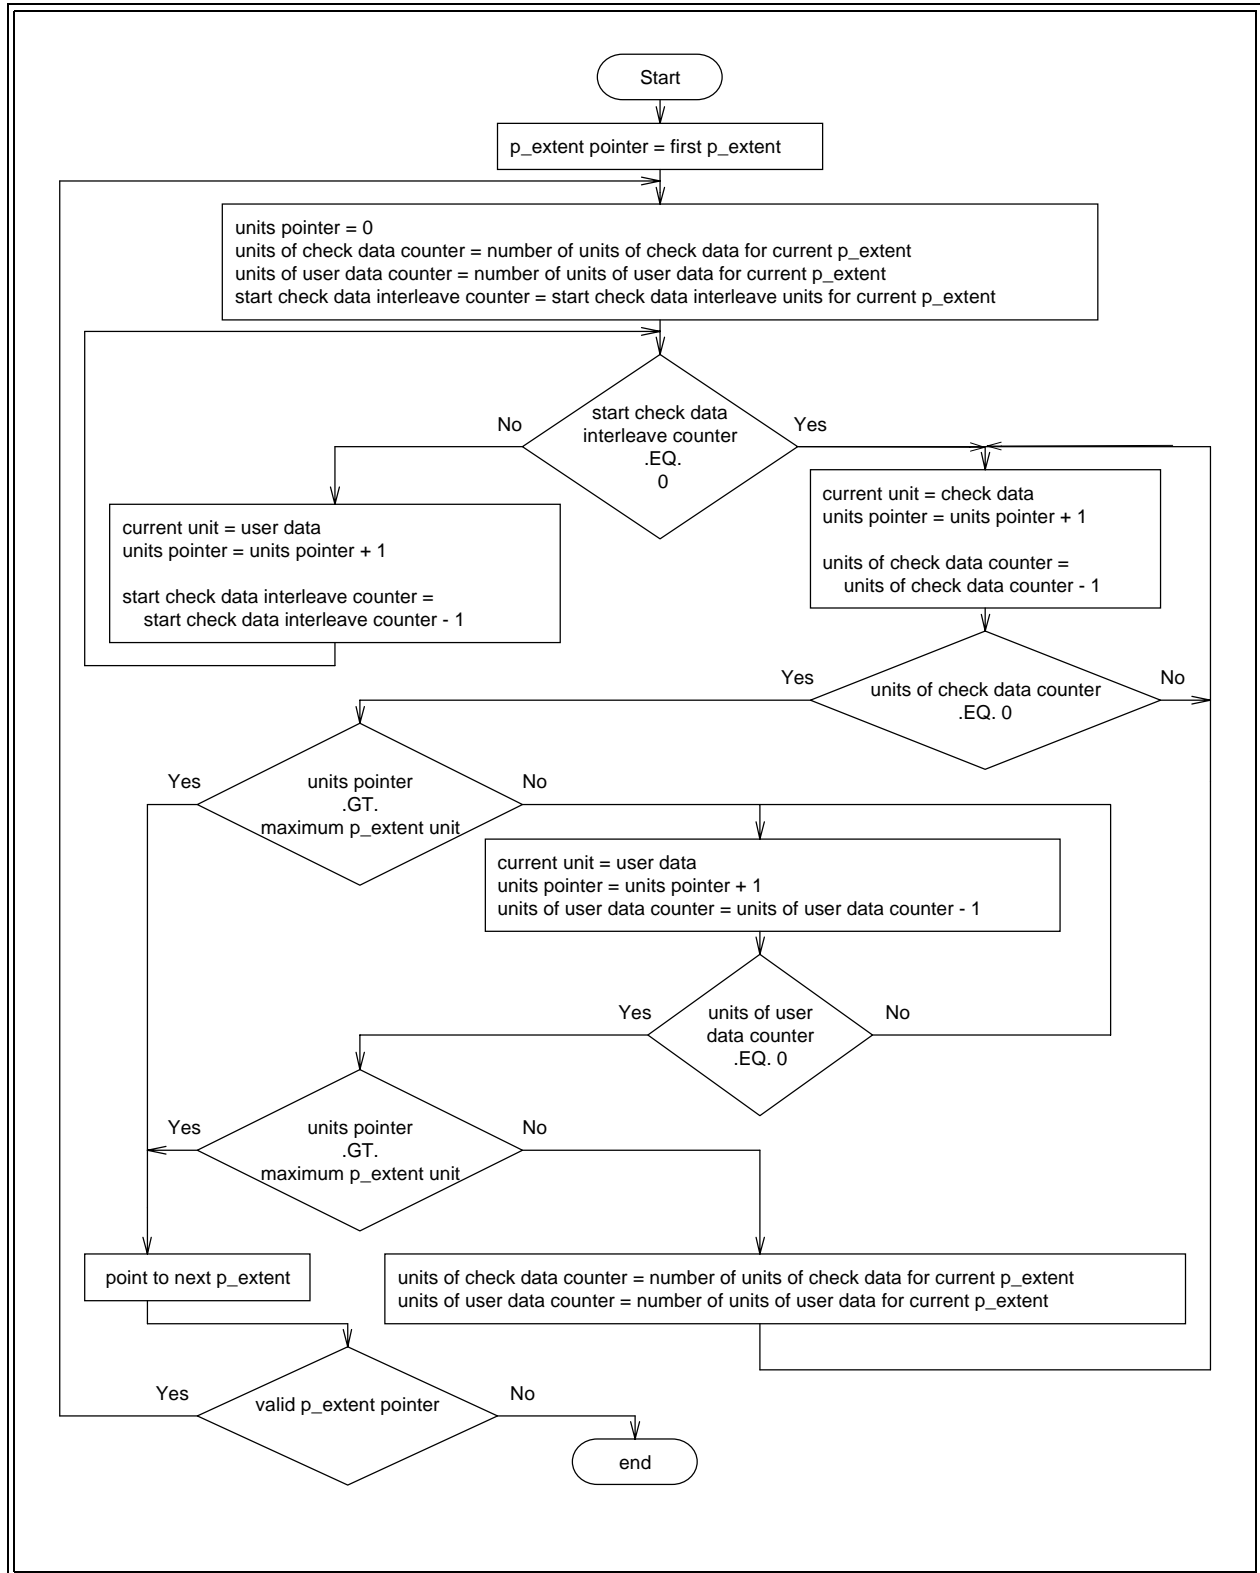 Start
p_extent pointer = first p_extent
units pointer = 0
units of check data counter = number of units of check data for current p_extent
units of user data counter = number of units of user data for current p_extent
start check data interleave counter = start check data interleave units for current p_extent
No
start check data
interleave counter
.EQ.
0
Yes
current unit = user data
units pointer = units pointer + 1
start check data interleave counter =
start check data interleave counter - 1
current unit = check data
units pointer = units pointer + 1
units of check data counter =
units of check data counter - 1
Yes
units of check data counter
.EQ. 0
No
Yes
units pointer
.GT.
maximum p_extent unit
No
current unit = user data
units pointer = units pointer + 1
units of user data counter = units of user data counter - 1
Yes
units of user
data counter
.EQ. 0
No
Yes
units pointer
.GT.
maximum p_extent unit
No
point to next p_extent
units of check data counter = number of units of check data for current p_extent
units of user data counter = number of units of user data for current p_extent
Yes
valid p_extent pointer
No
end